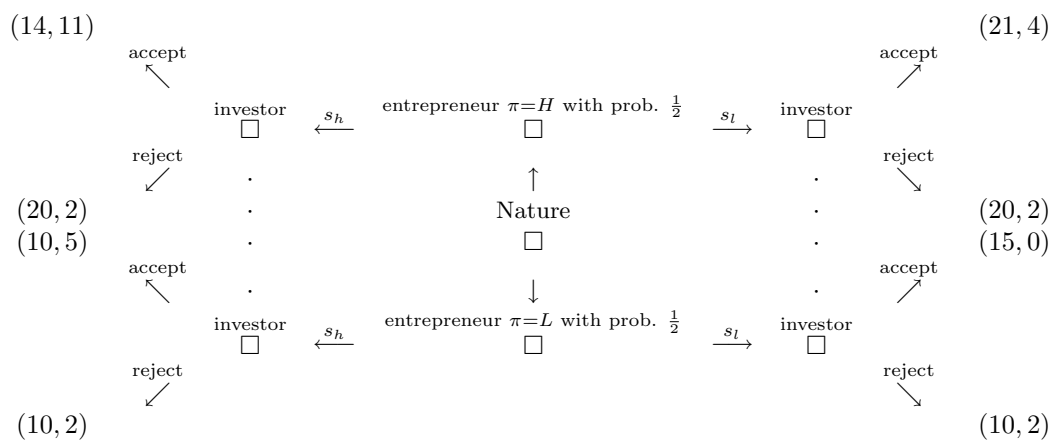 (14, 11) (21, 4)
accept accept
investor entrepreneur π=H with prob. 1/2 investor
s_h s_l
reject reject
(20, 2) Nature (20, 2)
(10, 5) (15, 0)
accept accept
investor entrepreneur π=L with prob. 1/2 investor
s_h s_l
reject reject
(10, 2) (10, 2)